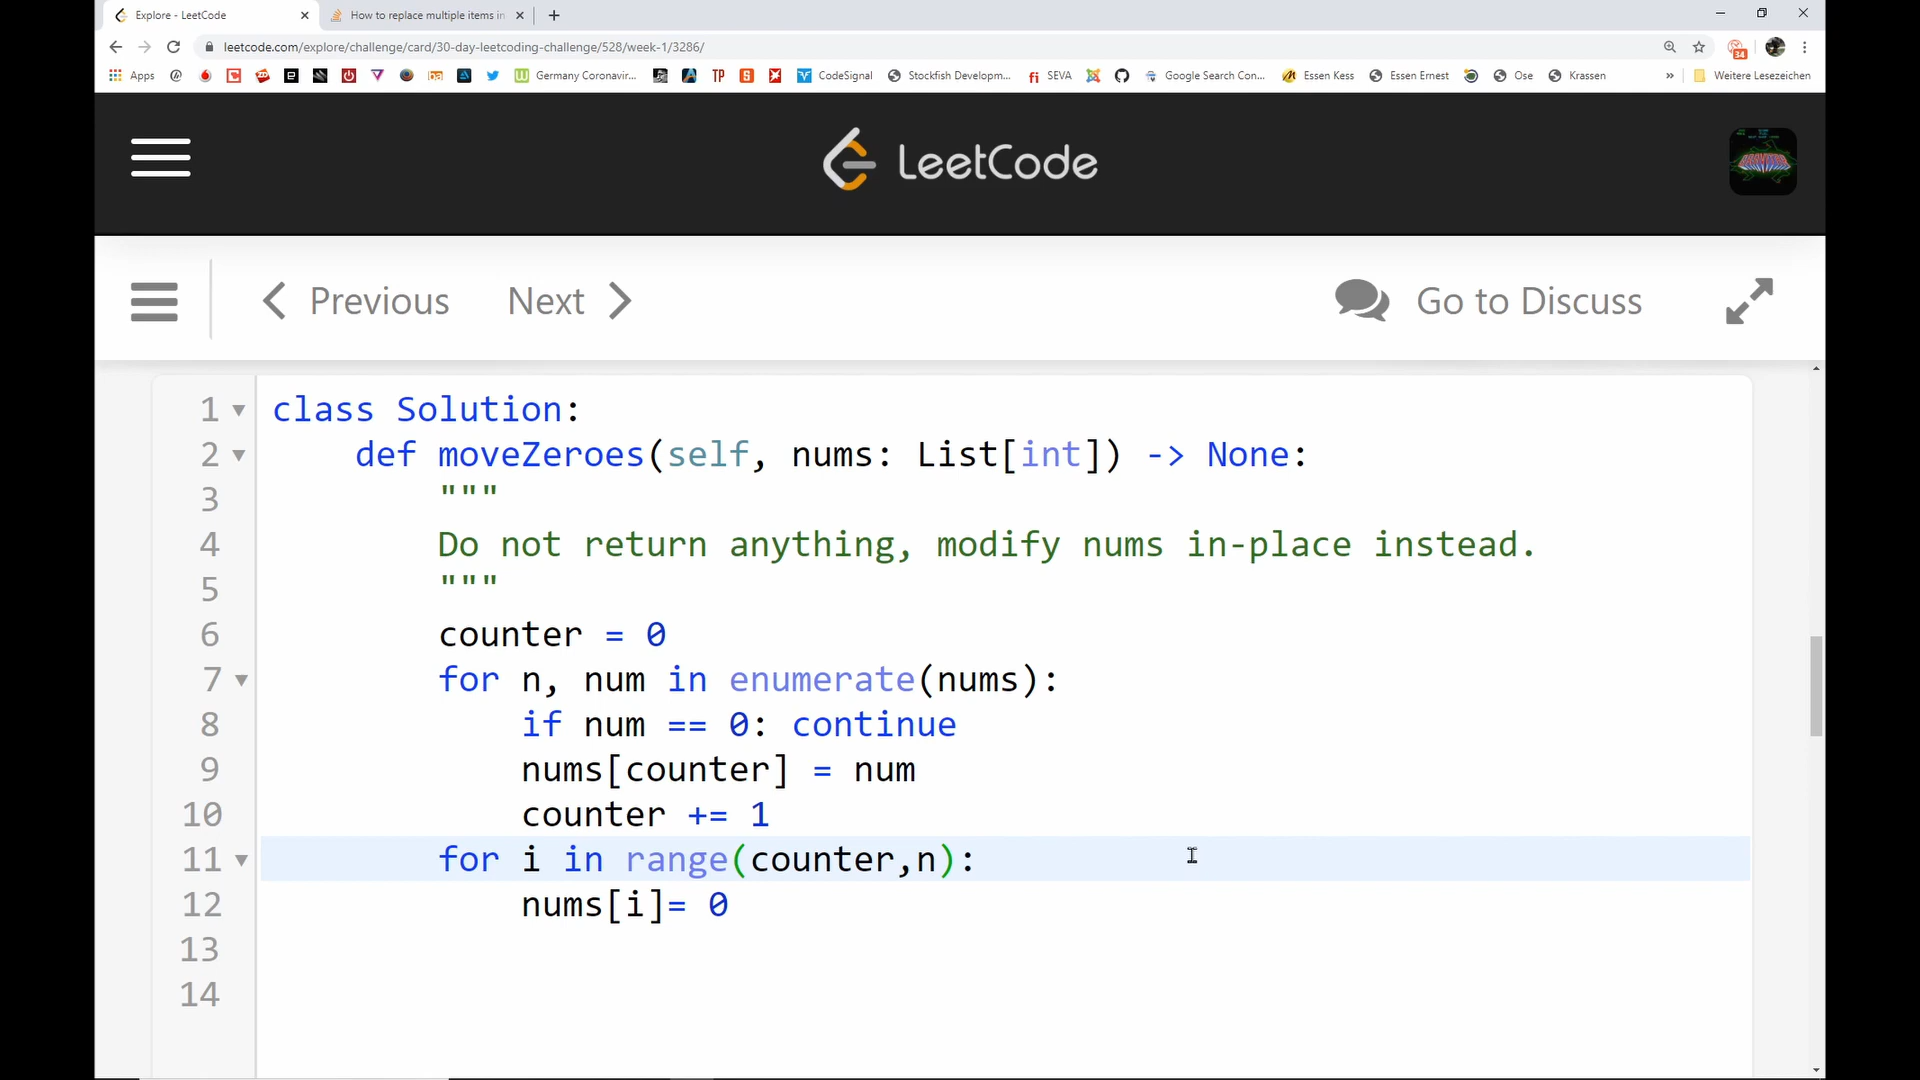 Explore - LeetCode
How to replace multiple items in
leetcode.com/explore/challenge/card/30-day-leetcoding-challenge/528/week-1/3286/
34
Apps
Germany Coronavir...
TP
CodeSignal
Stockfish Developm...
SEVA
Google Search Con...
Essen Kess
Essen Ernest
Ose
Krassen
»
Weitere Lesezeichen
LeetCode
Previous
Next
Go to Discuss
1 class Solution:
2 def moveZeroes(self, nums: List[int]) -> None:
3 """
4 Do not return anything, modify nums in-place instead.
5 """
6 counter = 0
7 for n, num in enumerate(nums):
8 if num == 0: continue
9 nums[counter] = num
10 counter += 1
11 for i in range(counter,n):
12 nums[i]= 0
13
14